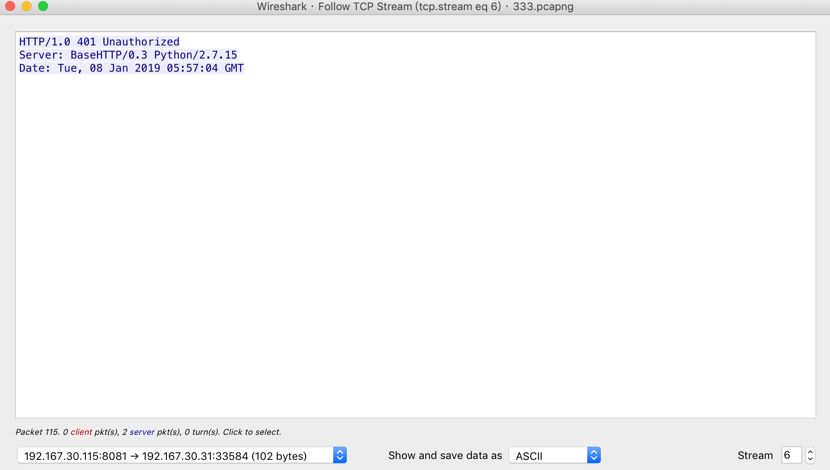 Wireshark · Follow TCP Stream (tcp.stream eq 6) · 333.pcapng
HTTP/1.0 401 Unauthorized
Server: BaseHTTP/0.3 Python/2.7.15
Date: Tue, 08 Jan 2019 05:57:04 GMT
Packet 115. 0 client pkt(s), 2 server pkt(s), 0 turn(s). Click to select.
192.167.30.115:8081 → 192.167.30.31:33584 (102 bytes) Show and save data as ASCII Stream 6